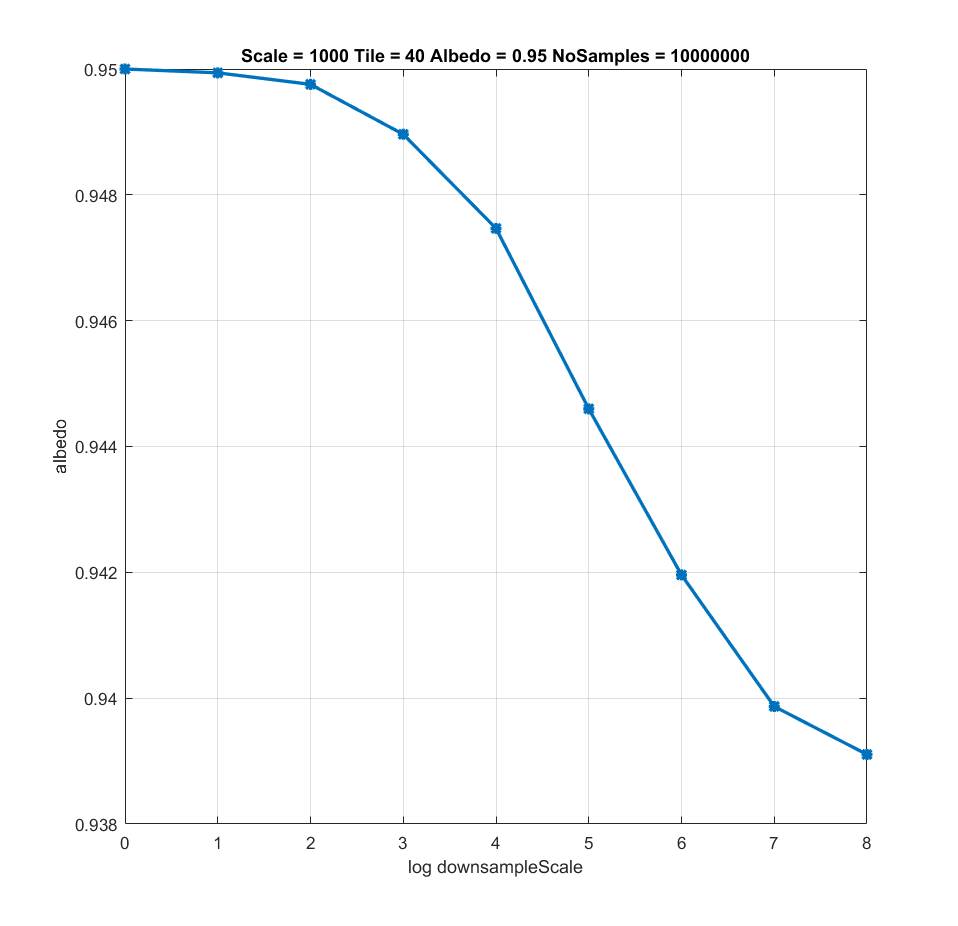 Scale = 1000 Tile = 40 Albedo = 0.95 NoSamples = 10000000
0.95
0.948
0.946
0.944
0.942
0.94
0.938
albedo
0 1 2 3 4 5 6 7 8
log downsampleScale